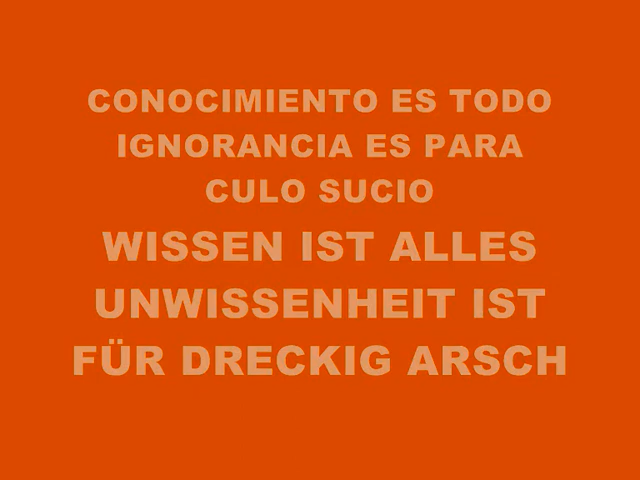 CONOCIMIENTO ES TODO
IGNORANCIA ES PARA
CULO SUCIO
WISSEN IST ALLES
UNWISSENHEIT IST
FÜR DRECKIG ARSCH